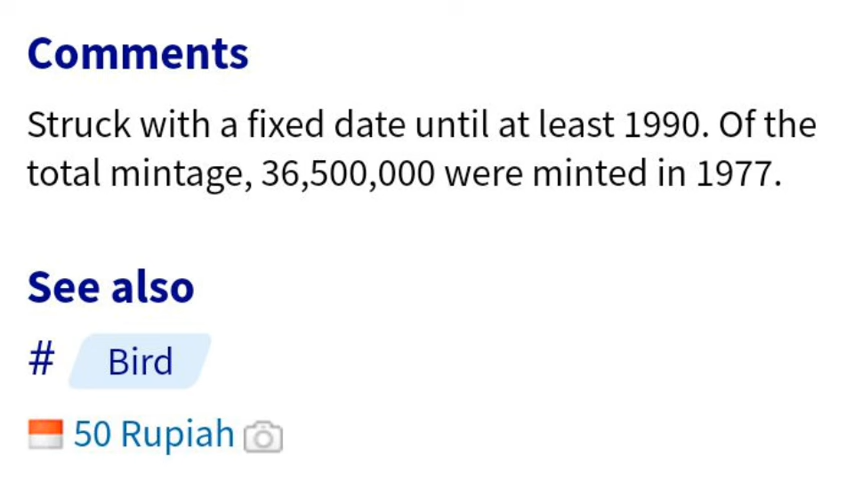 Comments
Struck with a fixed date until at least 1990. Of the
total mintage, 36,500,000 were minted in 1977.
See also
# Bird
50 Rupiah